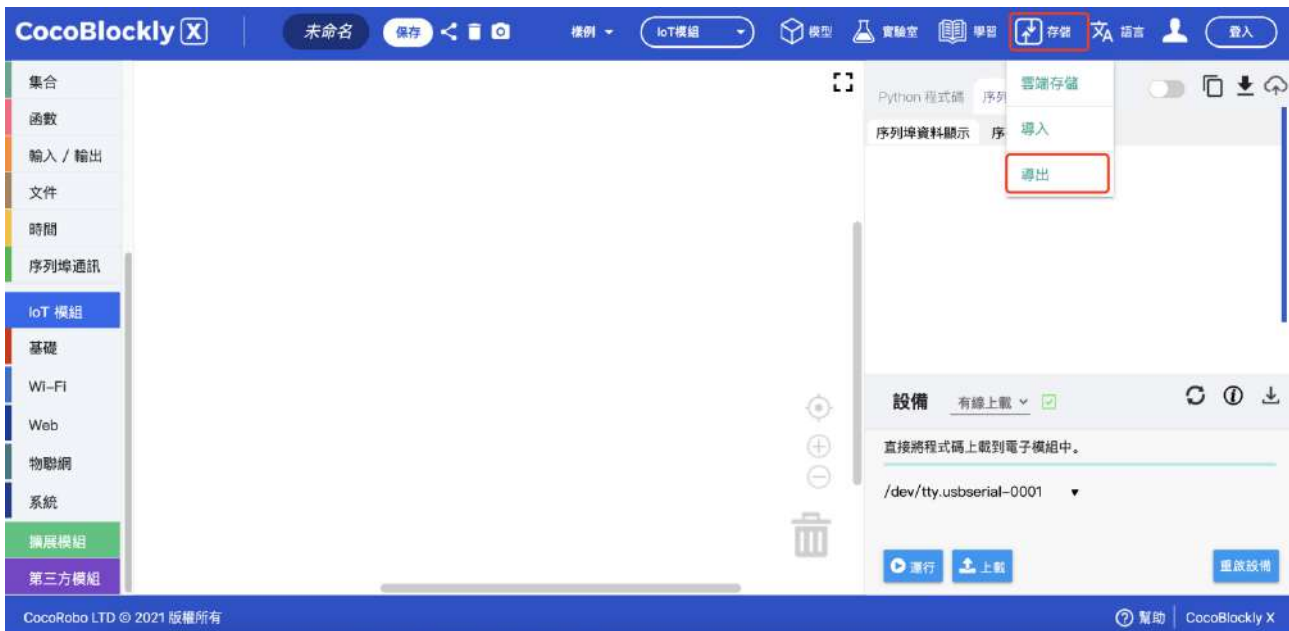 CocoBlockly X 未命名 保存 樣例 IoT模組 模型 實驗室 學習 存儲 文A 語言 登入
集合
函數
輸入 / 輸出
文件
時間
序列埠通訊
IoT 模組
基礎
Wi-Fi
Web
物聯網
系統
擴展模組
第三方模組
Python 程式碼 序列
序列埠資料顯示 序
雲端存儲
導入
導出
設備 有線上載
直接將程式碼上載到電子模組中。
/dev/tty.usbserial-0001
運行 上載 重啟設備
CocoRobo LTD © 2021 版權所有 幫助 CocoBlockly X